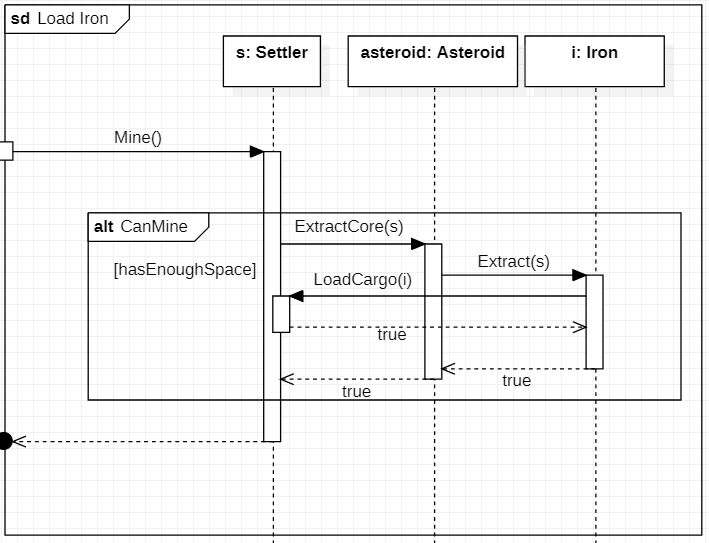 sd Load Iron
s: Settler
asteroid: Asteroid
i: Iron
Mine()
alt CanMine
ExtractCore(s)
[hasEnoughSpace]
Extract(s)
LoadCargo(i)
true
true
true